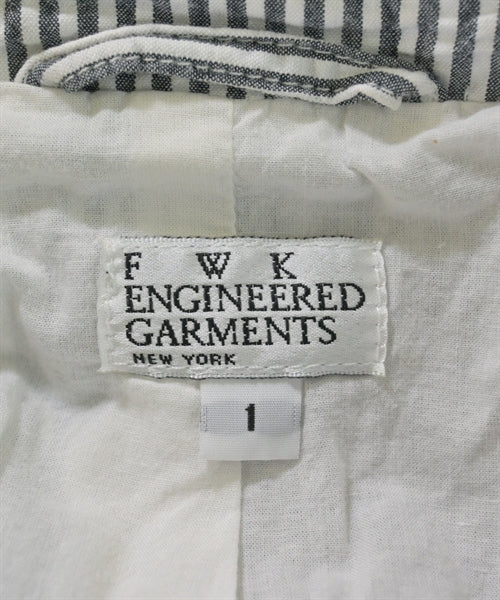 F W K
ENGINEERED
GARMENTS
NEW YORK
1